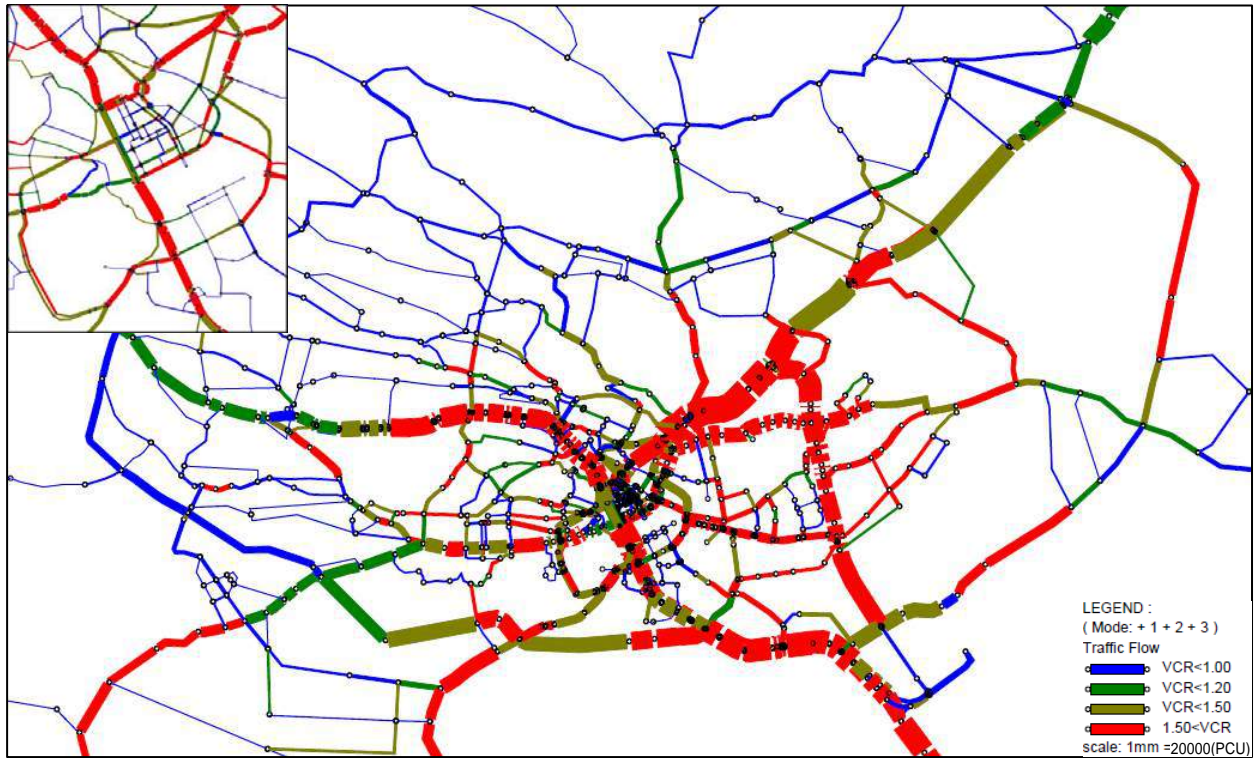 LEGEND :
( Mode: + 1 + 2 + 3 )
Traffic Flow
VCR<1.00
VCR<1.20
VCR<1.50
1.50<VCR
scale: 1mm =20000(PCU)